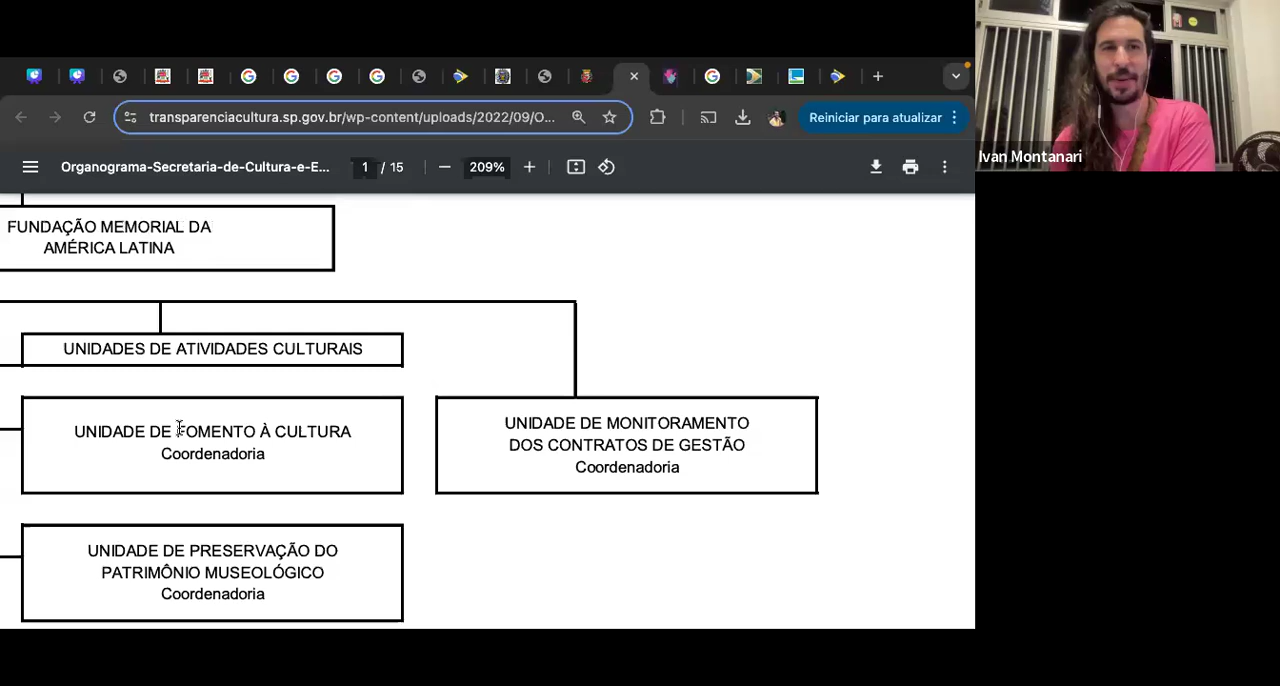 transparenciacultura.sp.gov.br/wp-content/uploads/2022/09/O...
Reiniciar para atualizar
Organograma-Secretaria-de-Cultura-e-E...
1 / 15
209%
Ivan Montanari
FUNDAÇÃO MEMORIAL DA
AMÉRICA LATINA
UNIDADES DE ATIVIDADES CULTURAIS
UNIDADE DE FOMENTO À CULTURA
Coordenadoria
UNIDADE DE MONITORAMENTO
DOS CONTRATOS DE GESTÃO
Coordenadoria
UNIDADE DE PRESERVAÇÃO DO
PATRIMÔNIO MUSEOLÓGICO
Coordenadoria